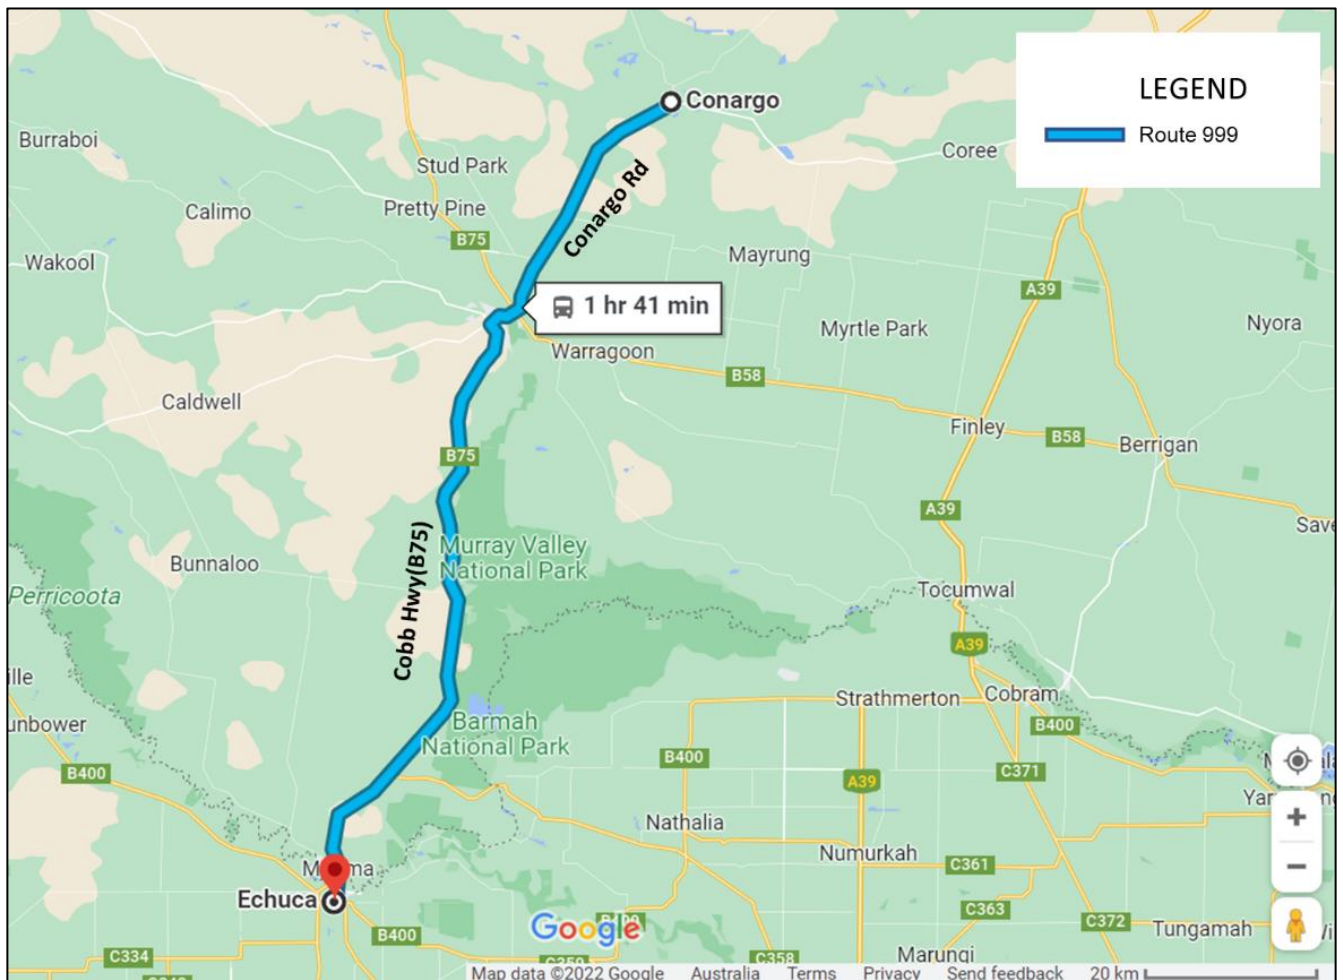 LEGEND
Route 999
Conargo
Burraboi
Coree
Stud Park
Conargo Rd
Calimo
Pretty Pine
B75
Mayrung
Wakool
A39
1 hr 41 min
Myrtle Park
Nyora
Warragoon
B58
Caldwell
Finley
B58
Berrigan
B75
A39
Save
Cobb Hwy(B75)
Murray Valley
National Park
Bunnaloo
Perricoota
Tocumwal
A39
ille
Strathmerton
Cobram
unbower
Barmah
National Park
B400
B400
B400
C371
A39
Nathalia
Numurkah
C361
Echuca
C363
C372
Tungamah
B400
Google
C334
C358
Marungi
Map data ©2022 Google Australia Terms Privacy Send feedback 20 km